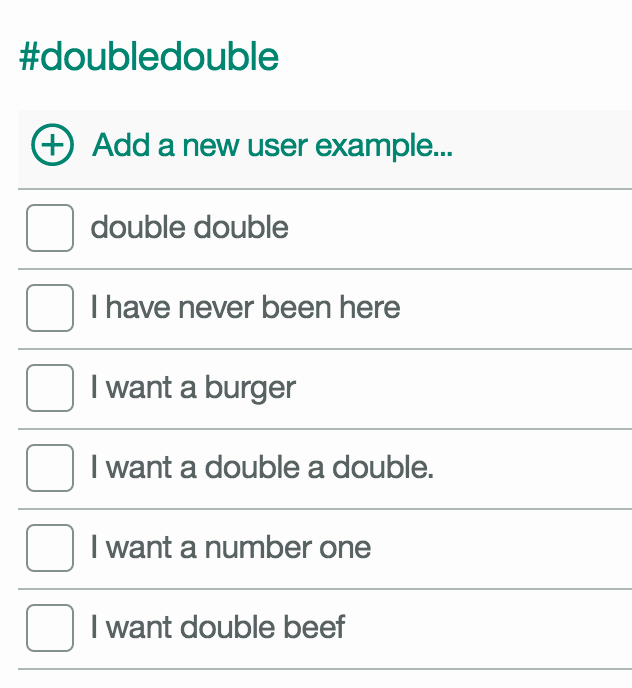 #doubledouble
Add a new user example...
double double
I have never been here
I want a burger
I want a double a double.
I want a number one
I want double beef